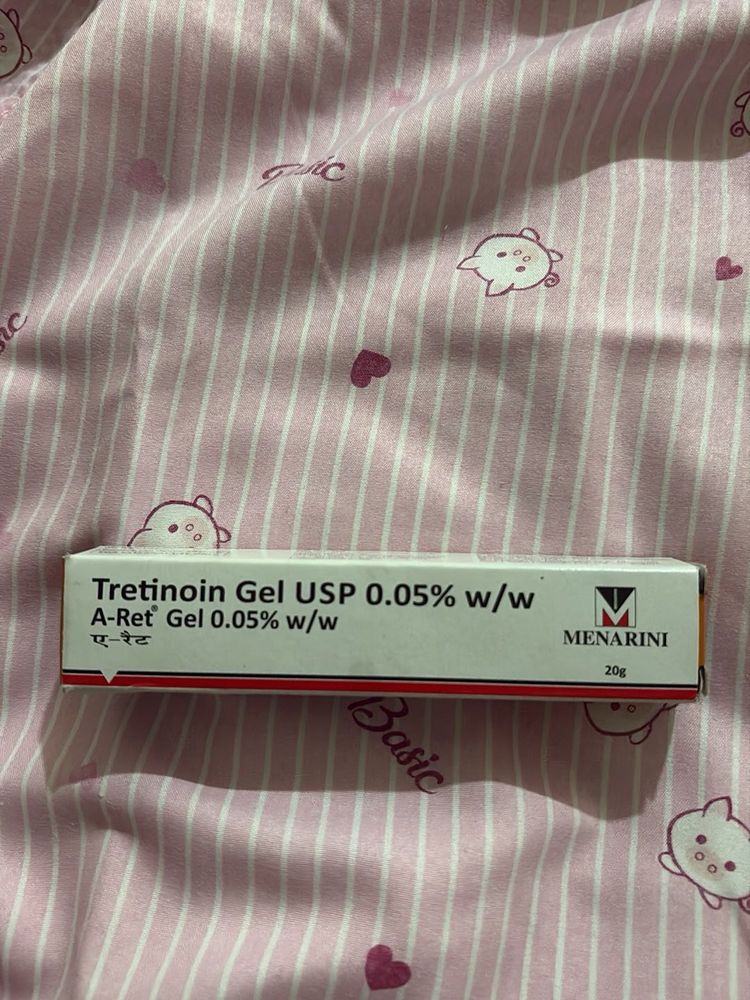 Basic
Tretinoin Gel USP 0.05% w/w
A-Ret® Gel 0.05% w/w
ए-रैट
MENARINI
20g
Basic